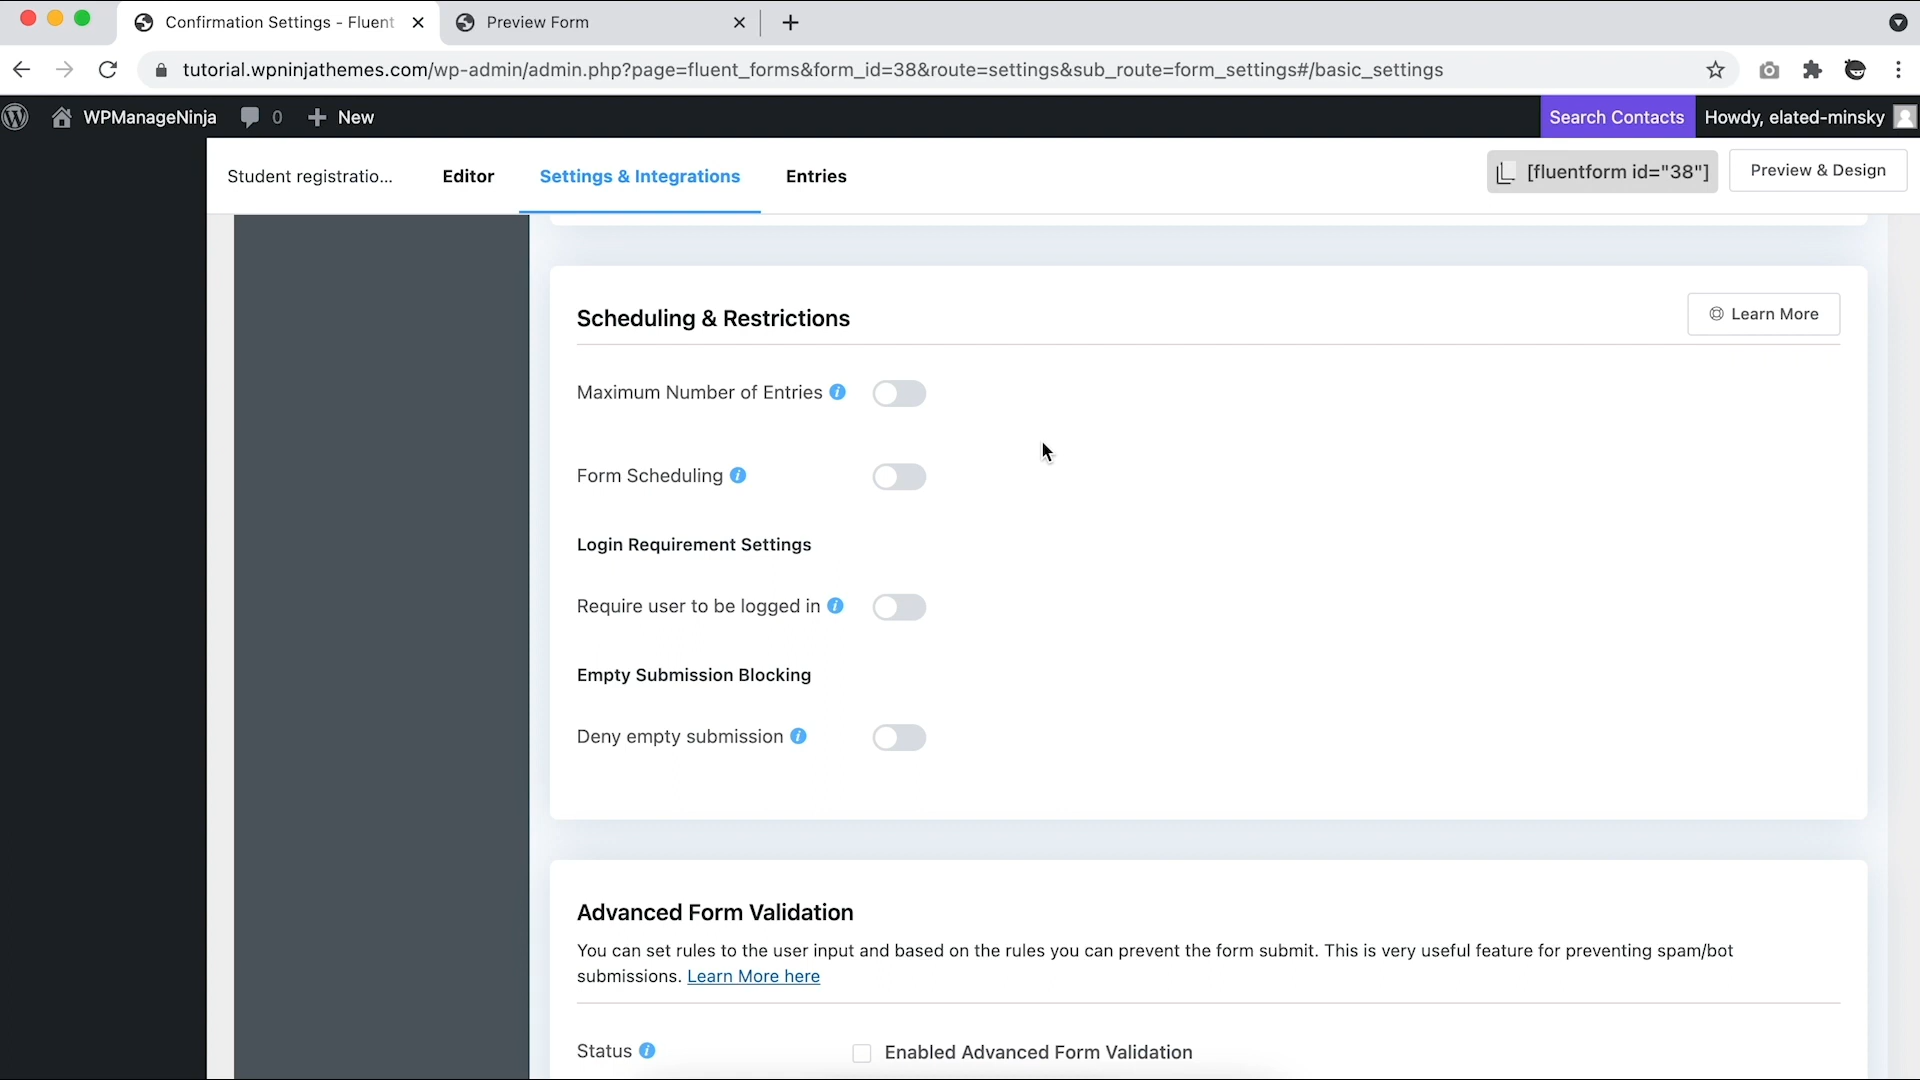 Confirmation Settings - Fluent
Preview Form
tutorial.wpninjathemes.com/wp-admin/admin.php?page=fluent_forms&form_id=38&route=settings&sub_route=form_settings#/basic_settings
WPManageNinja
0
New
Search Contacts
Howdy, elated-minsky
Student registratio...
Editor
Settings & Integrations
Entries
[fluentform id="38"]
Preview & Design
Scheduling & Restrictions
Learn More
Maximum Number of Entries
Form Scheduling
Login Requirement Settings
Require user to be logged in
Empty Submission Blocking
Deny empty submission
Advanced Form Validation
You can set rules to the user input and based on the rules you can prevent the form submit. This is very useful feature for preventing spam/bot
submissions. Learn More here
Status
Enabled Advanced Form Validation